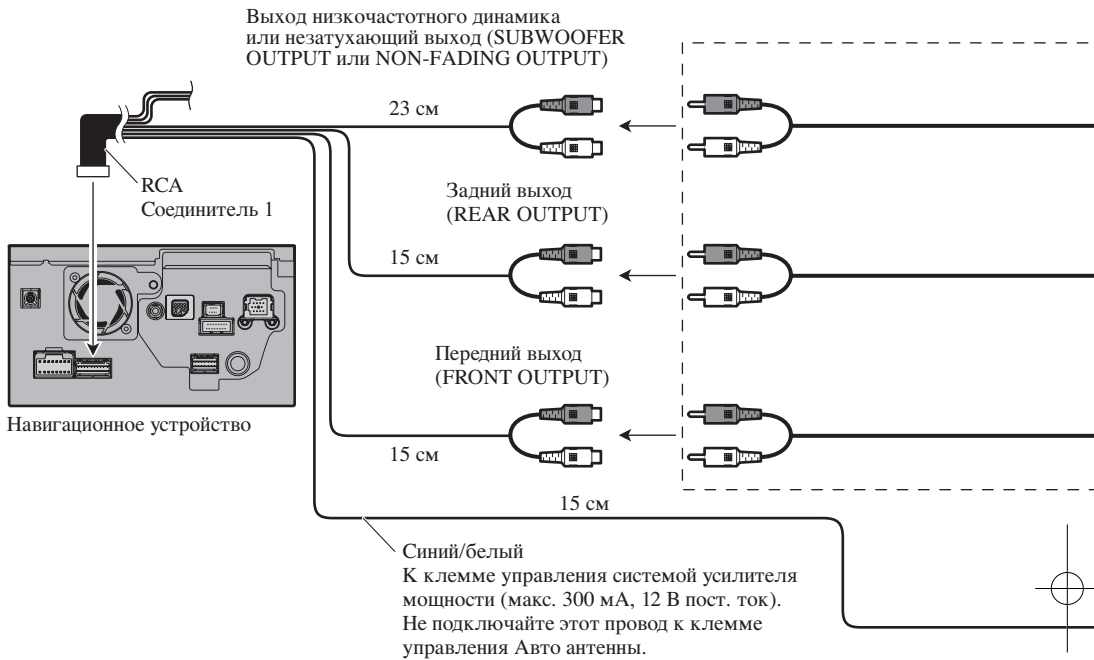 Выход низкочастотного динамика
или незатухающий выход (SUBWOOFER
OUTPUT или NON-FADING OUTPUT)
23 см
RCA
Соединитель 1
Задний выход
(REAR OUTPUT)
15 см
Передний выход
(FRONT OUTPUT)
Навигационное устройство
15 см
15 см
Синий/белый
К клемме управления системой усилителя
мощности (макс. 300 мА, 12 В пост. ток).
Не подключайте этот провод к клемме
управления Авто антенны.